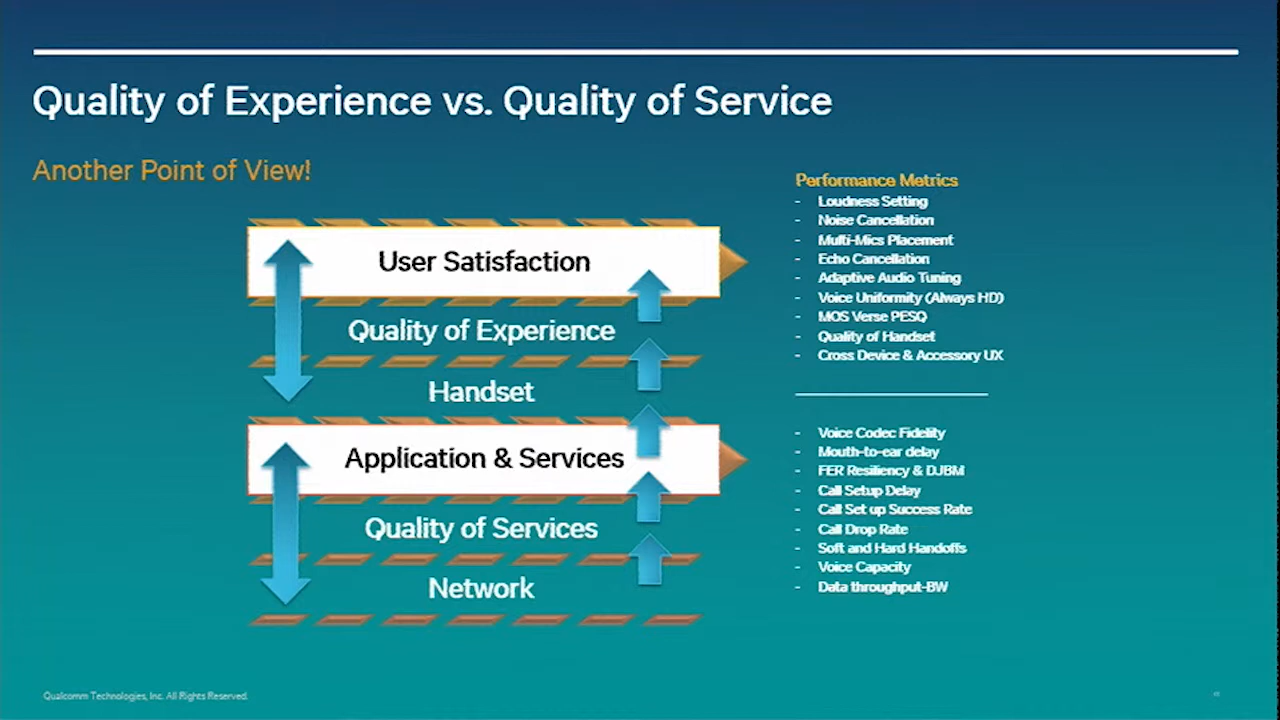 Quality of Experience vs. Quality of Service
Another Point of View!
User Satisfaction
Quality of Experience
Handset
Application & Services
Quality of Services
Network
Performance Metrics
- Loudness Setting
- Noise Cancellation
- Multi-Mics Placement
- Echo Cancellation
- Adaptive Audio Tuning
- Voice Uniformity (Always HD)
- MOS Verse PESQ
- Quality of Handset
- Cross Device & Accessory UX
- Voice Codec Fidelity
- Mouth-to-ear delay
- FER Resiliency & DJBM
- Call Setup Delay
- Call Set up Success Rate
- Call Drop Rate
- Soft and Hard Handoffs
- Voice Capacity
- Data throughput-BW
Qualcomm Technologies, Inc. All Rights Reserved.